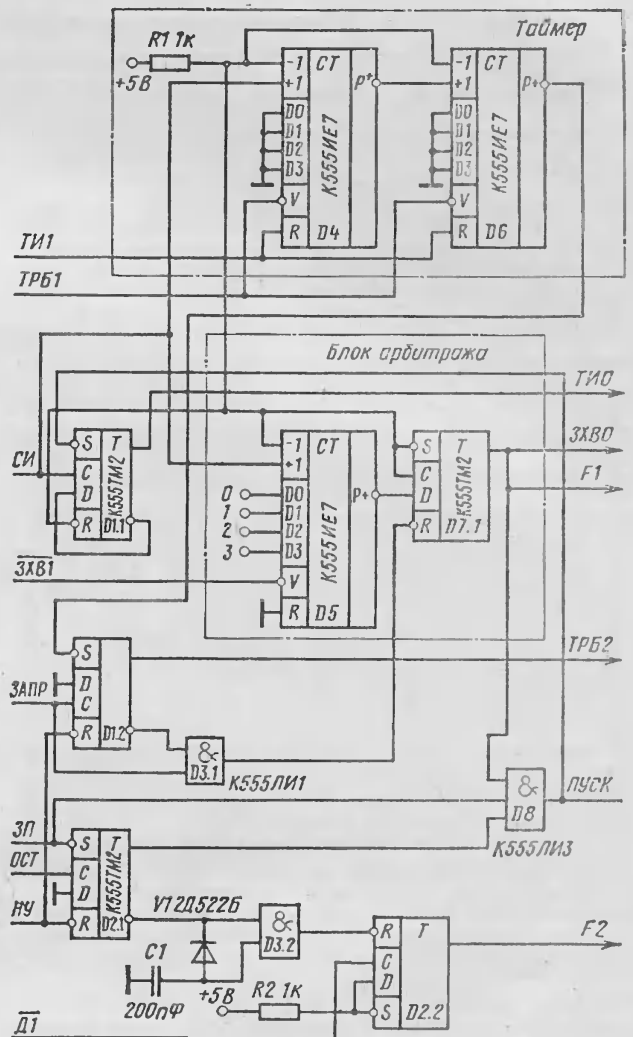 Таймер
R1 1к
+5В
-1 CT
+1
P+
D0
D1
D2
D3
V
R D4
К555ИЕ7
-1 CT
+1
P+
D0
D1
D2
D3
V
R D6
К555ИЕ7
ТИ1
ТРБ1
Блок арбитража
ТИ0
ЗХВ0
F1
СИ
S T
C
D
R D1.1
К555ТМ2
-1 CT
+1
P+
0 D0
1 D1
2 D2
3 D3
V
R D5
К555ИЕ7
S T
C
D
R D7.1
К555ТМ2
ЗХВ1
S
D
C
R D1.2
ТРБ2
ЗАПР
&
D3.1
К555ЛИ1
&
D8
ПУСК
К555ЛИ3
ЗП
ОСТ
НУ
S T
C
D
R D2.1
К555ТМ2
V1 2Д522Б
&
D3.2
C1
200пФ
+5В
R2 1к
R T
C
D
S D2.2
F2
Д1